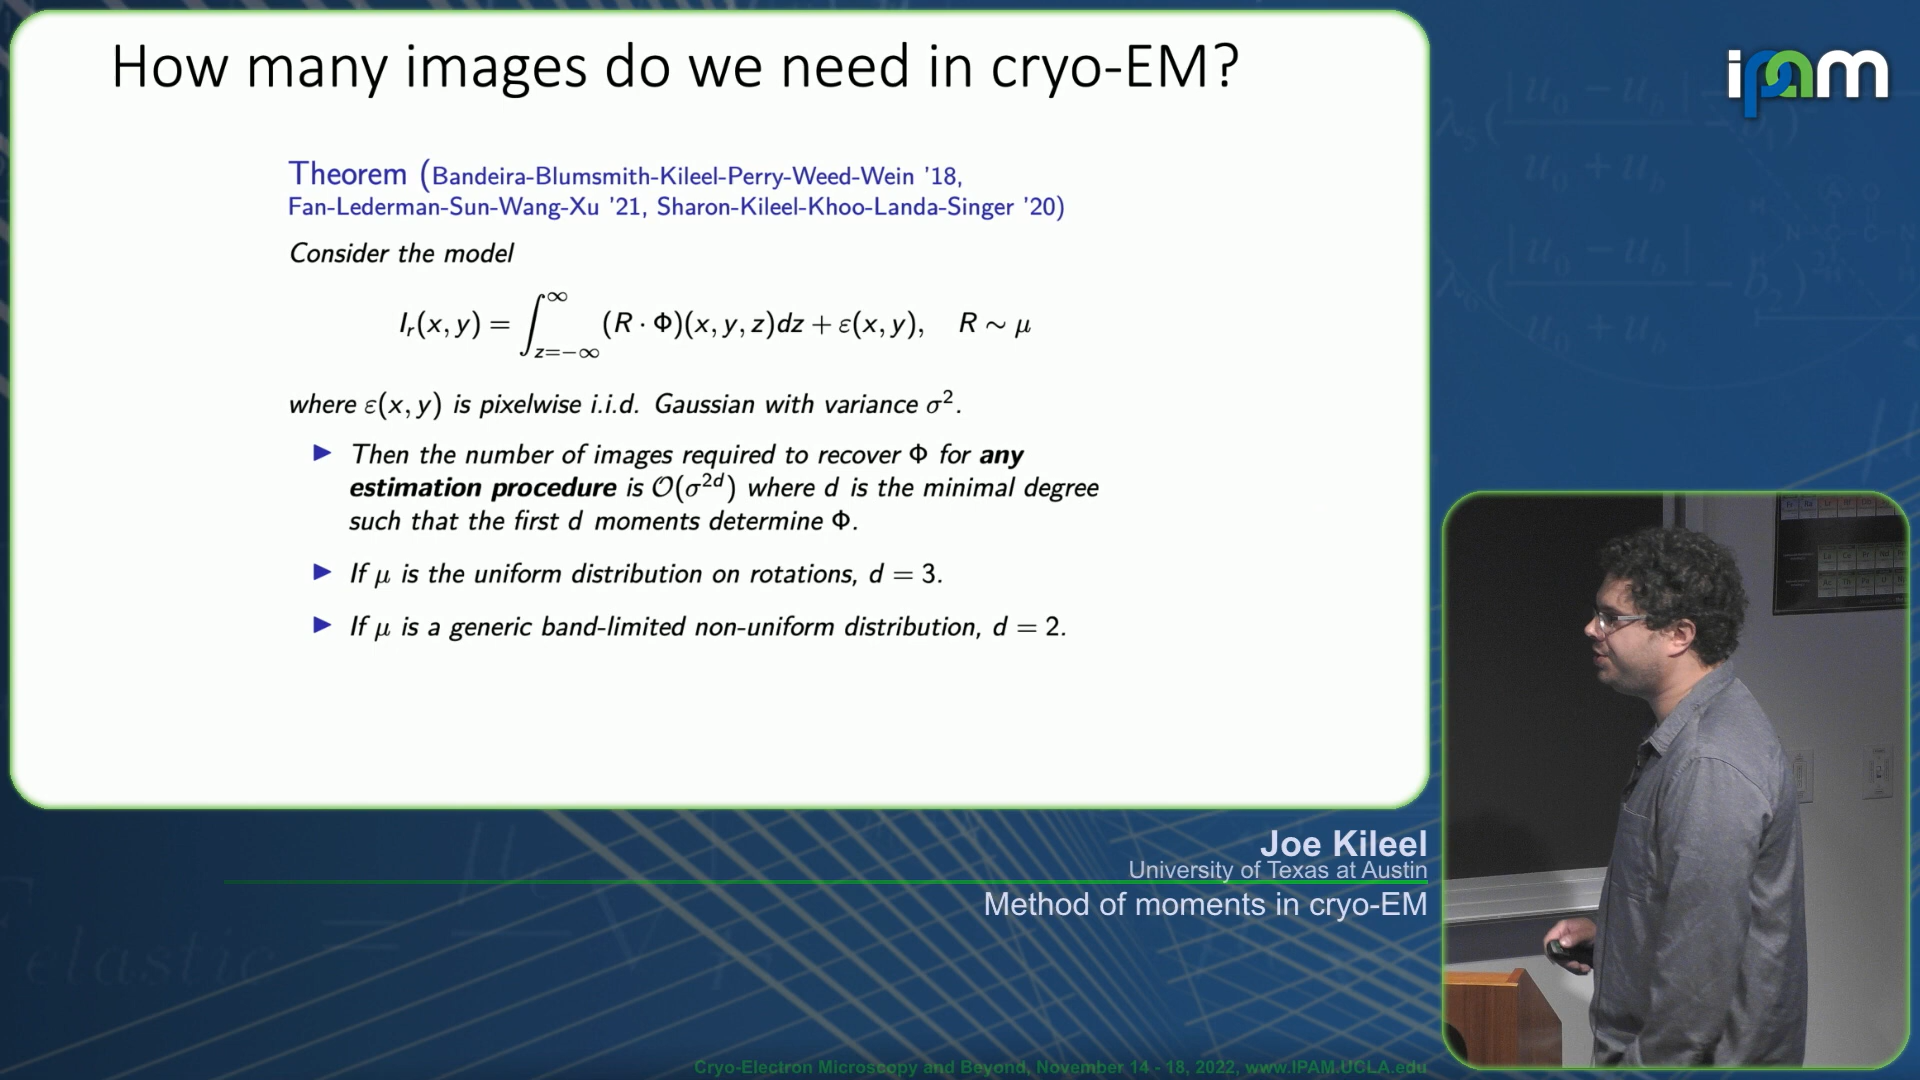 How many images do we need in cryo-EM?
Theorem (Bandeira-Blumsmith-Kileel-Perry-Weed-Wein '18,
Fan-Lederman-Sun-Wang-Xu '21, Sharon-Kileel-Khoo-Landa-Singer '20)
Consider the model
I_r(x, y) = ∫_{z=−∞}^{∞} (R · Φ)(x, y, z)dz + ε(x, y), R ∼ μ
where ε(x, y) is pixelwise i.i.d. Gaussian with variance σ².
▶ Then the number of images required to recover Φ for any
estimation procedure is O(σ^{2d}) where d is the minimal degree
such that the first d moments determine Φ.
▶ If μ is the uniform distribution on rotations, d = 3.
▶ If μ is a generic band-limited non-uniform distribution, d = 2.
ipam
Joe Kileel
University of Texas at Austin
Method of moments in cryo-EM
Cryo-Electron Microscopy and Beyond, November 14 - 18, 2022, www.IPAM.UCLA.edu
elastic